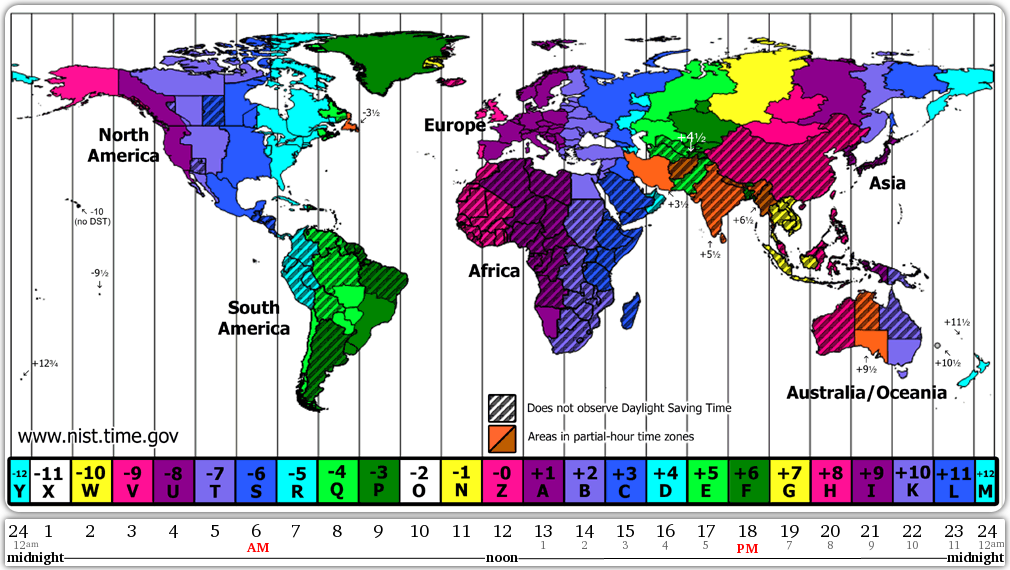 -3½
North
America
Europe
+4½
Asia
-10
(no DST)
+3½
+6½
+5½
-9½
Africa
South
America
+11½
+12¾
+10½
+9½
Australia/Oceania
Does not observe Daylight Saving Time
Areas in partial-hour time zones
www.nist.time.gov
-12 -11 -10 -9 -8 -7 -6 -5 -4 -3 -2 -1 -0 +1 +2 +3 +4 +5 +6 +7 +8 +9 +10 +11 +12
Y X W V U T S R Q P O N Z A B C D E F G H I K L M
24 1 2 3 4 5 6 7 8 9 10 11 12 13 14 15 16 17 18 19 20 21 22 23 24
12am AM 1 2 3 4 5 PM 7 8 9 10 11 12am
midnight noon midnight